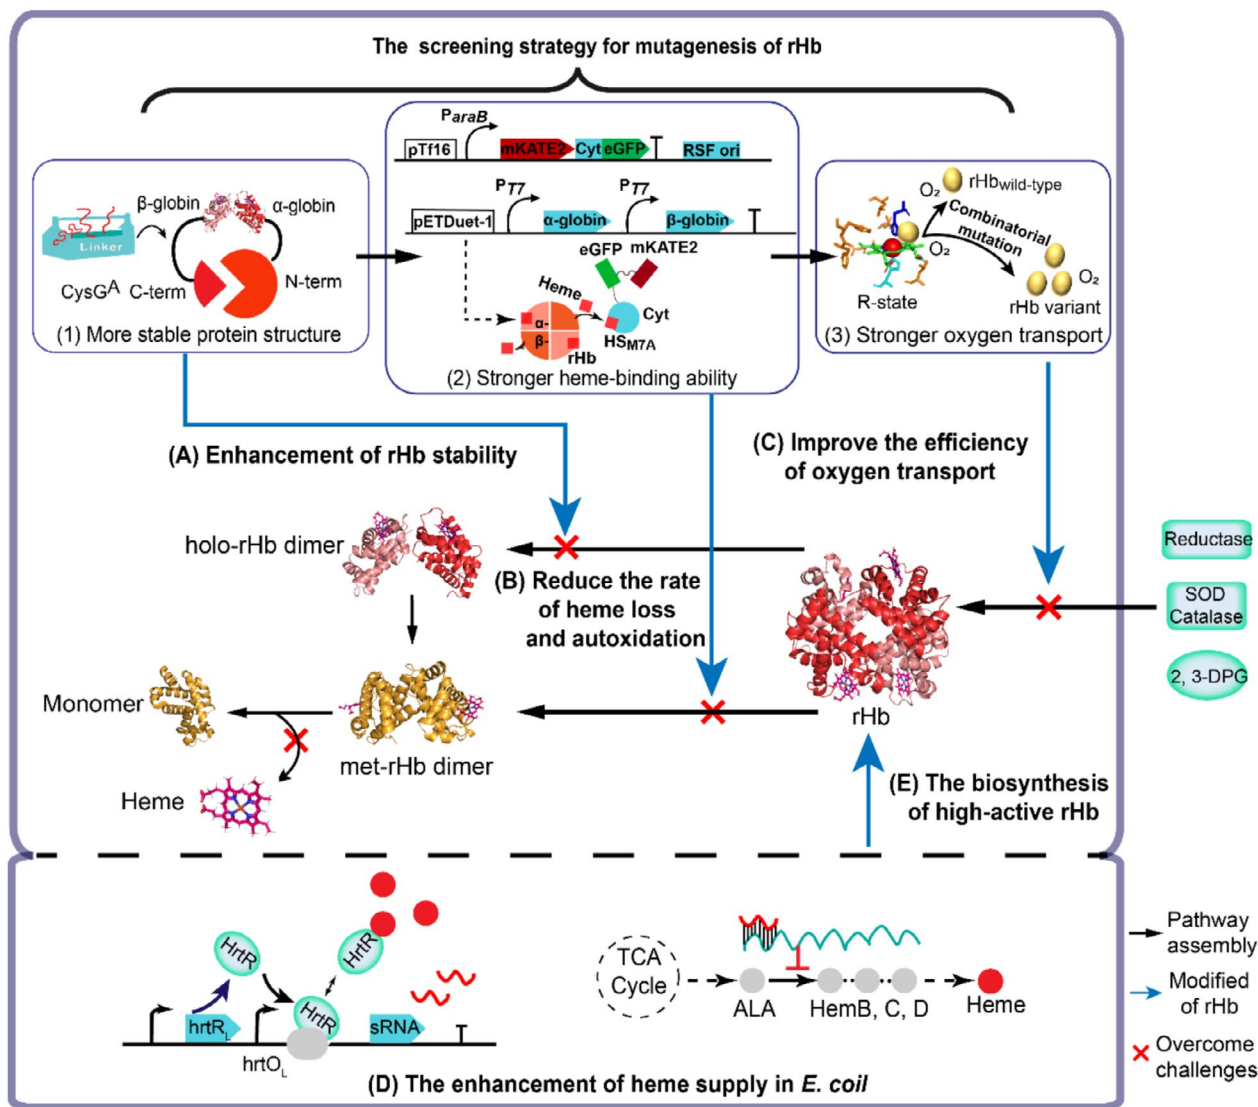 The screening strategy for mutagenesis of rHb
ParaB
pTf16
mKATE2
Cyt
eGFP
RSF ori
PT7
PT7
pETDuet-1
α-globin
β-globin
eGFP
mKATE2
Heme
Cyt
α-
β-
rHb
HSM7A
(2) Stronger heme-binding ability
β-globin
α-globin
Linker
CysGA
C-term
N-term
(1) More stable protein structure
O₂
rHbwild-type
Combinatorial
mutation
O₂
O₂
R-state
rHb variant
(3) Stronger oxygen transport
(A) Enhancement of rHb stability
(C) Improve the efficiency
of oxygen transport
holo-rHb dimer
(B) Reduce the rate
of heme loss
and autoxidation
Reductase
SOD
Catalase
2, 3-DPG
Monomer
met-rHb dimer
rHb
Heme
(E) The biosynthesis
of high-active rHb
HrtR
HrtR
HrtR
hrtRL
hrtOL
sRNA
TCA
Cycle
ALA
HemB, C, D
Heme
(D) The enhancement of heme supply in E. coil
Pathway
assembly
Modified
of rHb
Overcome
challenges